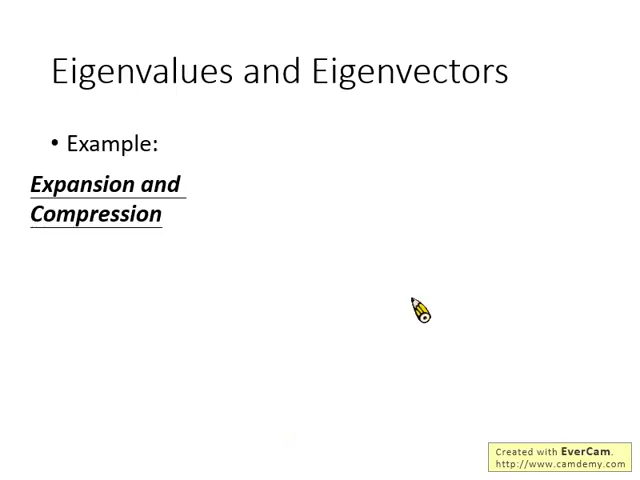 Eigenvalues and Eigenvectors
• Example:
Expansion and
Compression
Created with EverCam.
http://www.camdemy.com